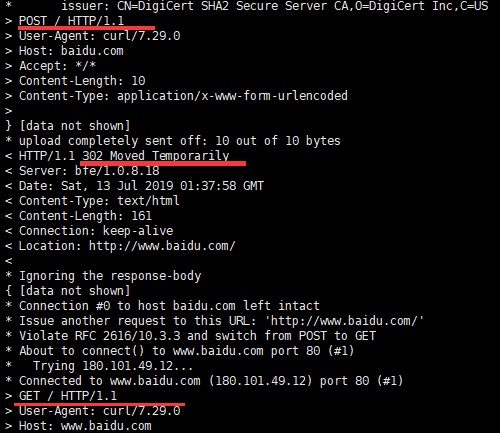 *       issuer: CN=DigiCert SHA2 Secure Server CA,O=DigiCert Inc,C=US
> POST / HTTP/1.1
> User-Agent: curl/7.29.0
> Host: baidu.com
> Accept: */*
> Content-Length: 10
> Content-Type: application/x-www-form-urlencoded
>
} [data not shown]
* upload completely sent off: 10 out of 10 bytes
< HTTP/1.1 302 Moved Temporarily
< Server: bfe/1.0.8.18
< Date: Sat, 13 Jul 2019 01:37:58 GMT
< Content-Type: text/html
< Content-Length: 161
< Connection: keep-alive
< Location: http://www.baidu.com/
<
* Ignoring the response-body
{ [data not shown]
* Connection #0 to host baidu.com left intact
* Issue another request to this URL: 'http://www.baidu.com/'
* Violate RFC 2616/10.3.3 and switch from POST to GET
* About to connect() to www.baidu.com port 80 (#1)
*   Trying 180.101.49.12...
* Connected to www.baidu.com (180.101.49.12) port 80 (#1)
> GET / HTTP/1.1
> User-Agent: curl/7.29.0
> Host: www.baidu.com